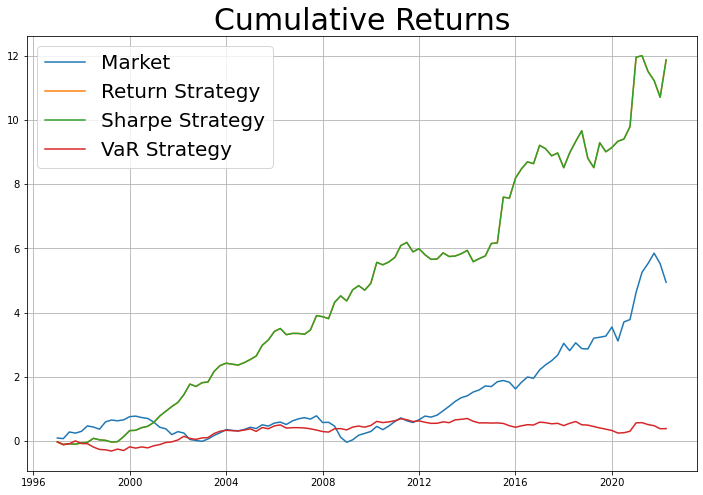 Cumulative Returns
Market
Return Strategy
Sharpe Strategy
VaR Strategy
12
10
8
6
4
2
0
1996 2000 2004 2008 2012 2016 2020